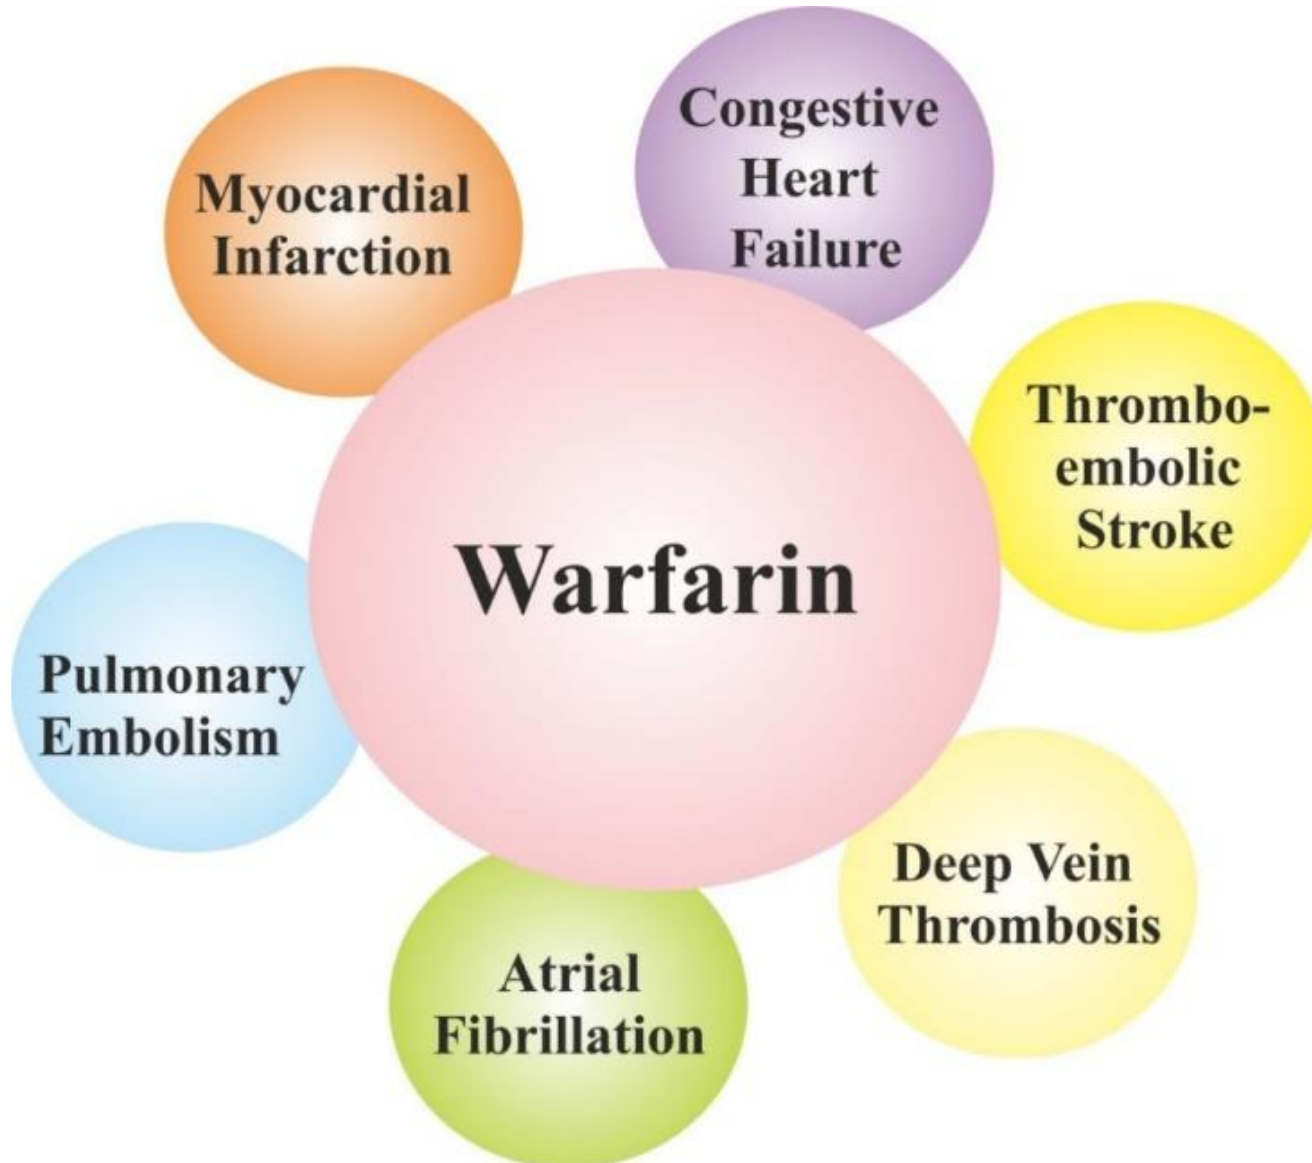 Congestive
Heart
Failure
Myocardial
Infarction
Thrombo-
embolic
Stroke
Warfarin
Pulmonary
Embolism
Deep Vein
Thrombosis
Atrial
Fibrillation